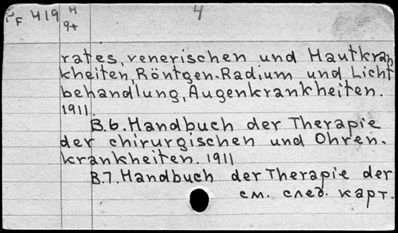 F 419 H 4
9+
rates, venerischen und Hautkran
kheiten, Röntgen-Radium und Licht
behandlung, Augenkrankheiten.
1911.
B.6. Handbuch der Therapie
der chirurgischen und Ohren-
krankheiten. 1911
B.7. Handbuch der Therapie der
см. след. карт.